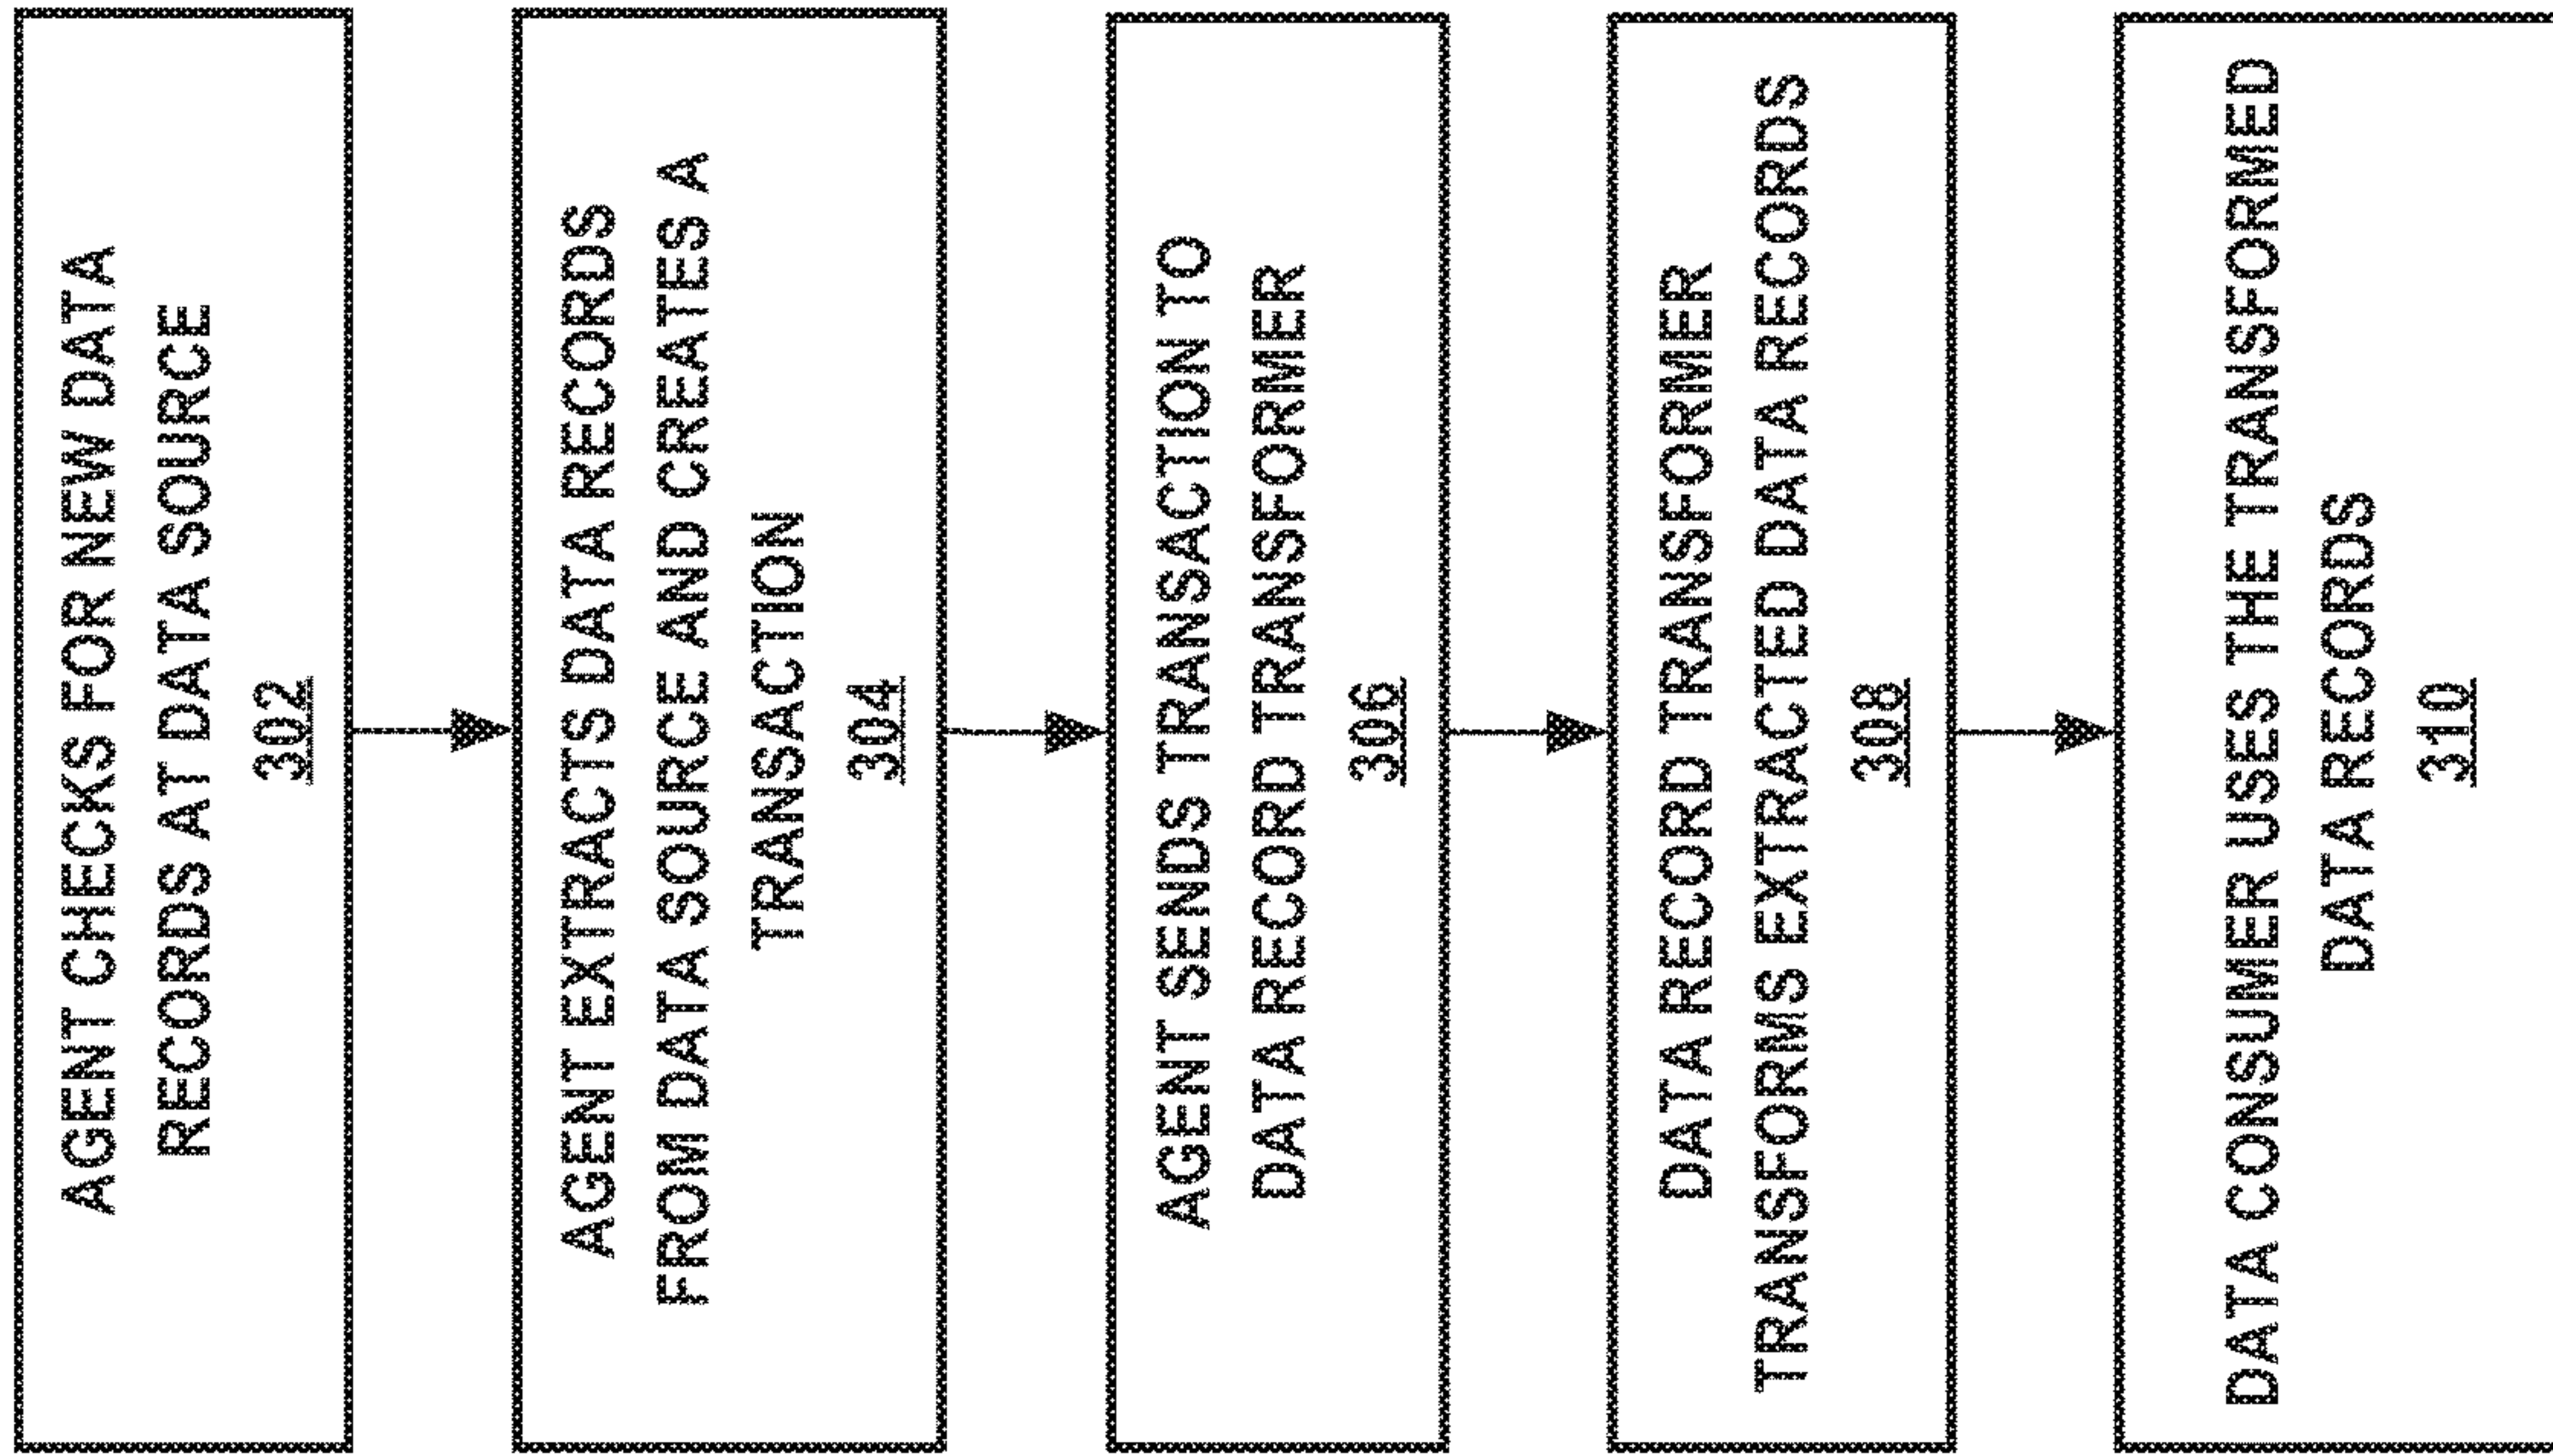 AGENT CHECKS FOR NEW DATA
RECORDS AT DATA SOURCE
302
AGENT EXTRACTS DATA RECORDS
FROM DATA SOURCE AND CREATES A
TRANSACTION
304
AGENT SENDS TRANSACTION TO
DATA RECORD TRANSFORMER
306
DATA RECORD TRANSFORMER
TRANSFORMS EXTRACTED DATA RECORDS
308
DATA CONSUMER USES THE TRANSFORMED
DATA RECORDS
310